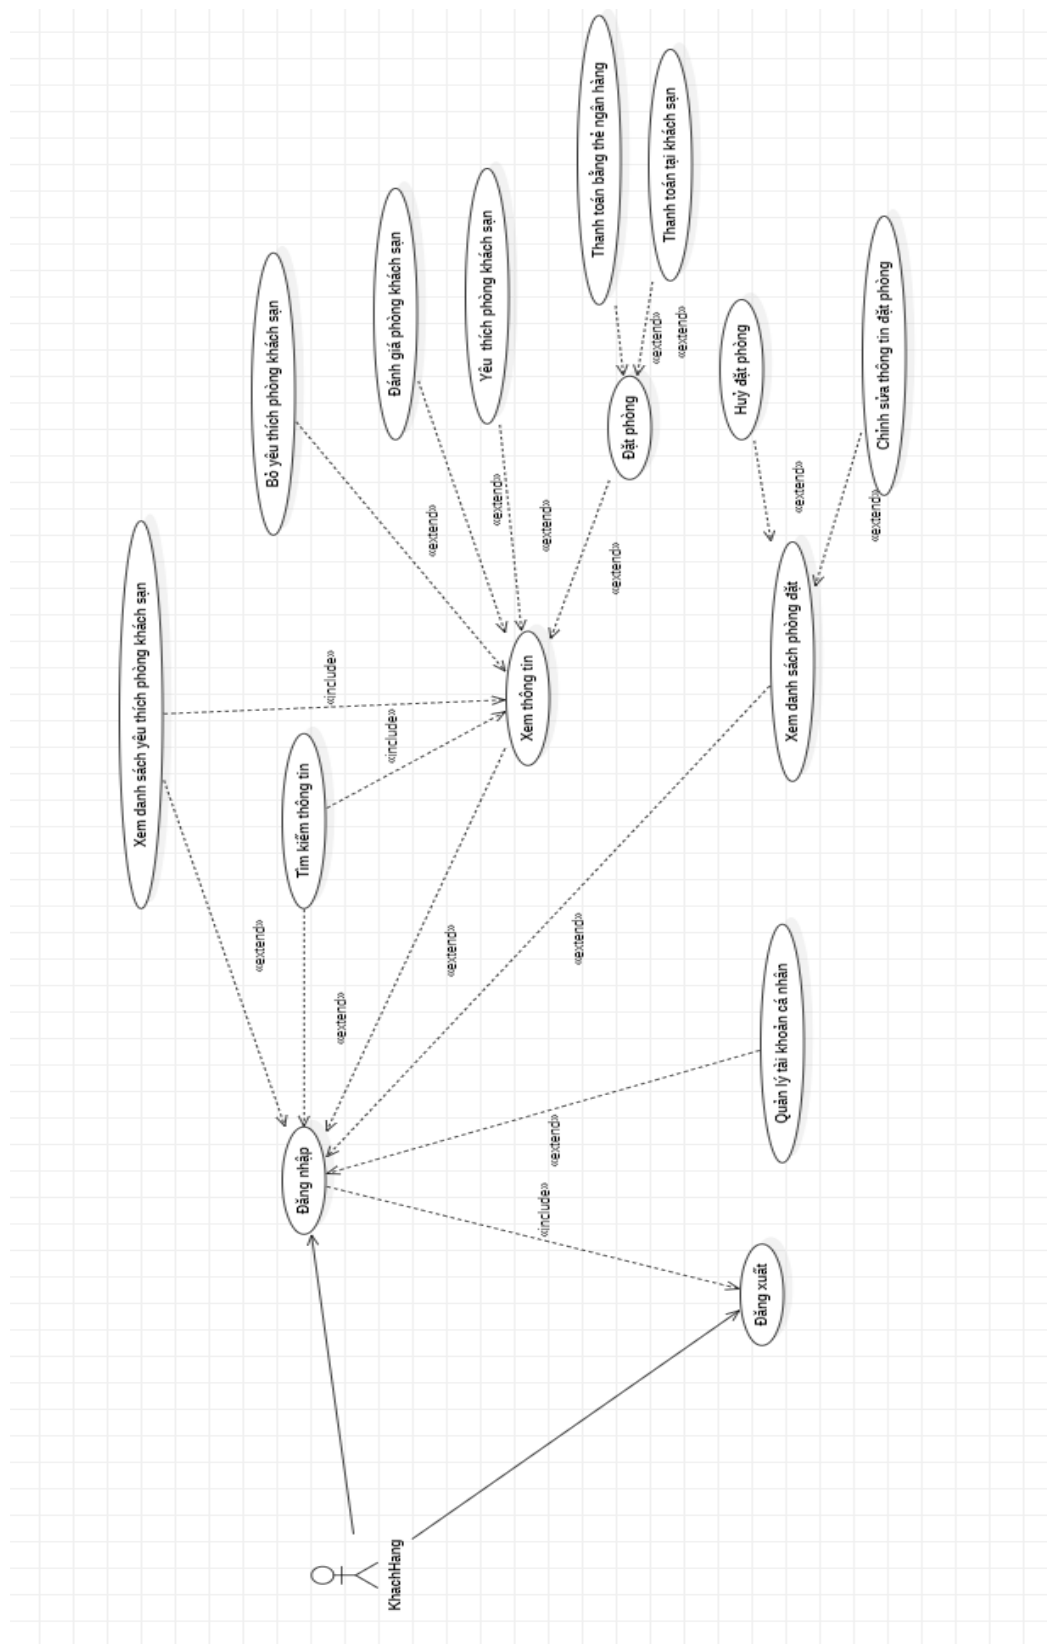 Xem danh sách yêu thích phòng khách sạn
«extend»
Bỏ yêu thích phòng khách sạn
Đăng nhập
Tìm kiếm thông tin
«include»
«extend»
KhachHang
«include»
Đánh giá phòng khách sạn
«extend»
«extend»
Yêu  thích phòng khách sạn
«extend»
Xem thông tin
«include»
«extend»
«extend»
«extend»
Thanh toán bằng thẻ ngân hàng
«extend»
Đặt phòng
«extend»
Thanh toán tại khách sạn
«extend»
Huỷ đặt phòng
Đăng xuất
Quản lý tài khoản cá nhân
Xem danh sách phòng đặt
«extend»
«extend»
Chỉnh sửa thông tin đặt phòng